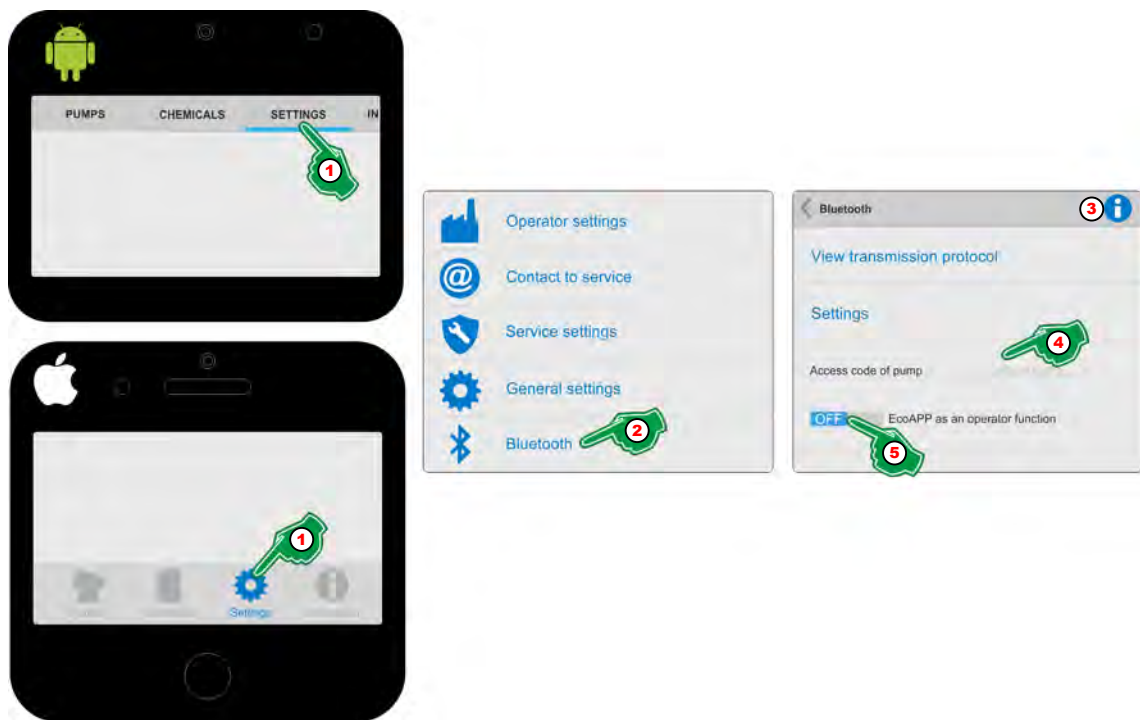 PUMPS CHEMICALS SETTINGS IN
1
Settings
1
Operator settings
Contact to service
Service settings
General settings
Bluetooth
2
Bluetooth
3
View transmission protocol
Settings
4
Access code of pump
OFF EcoAPP as an operator function
5